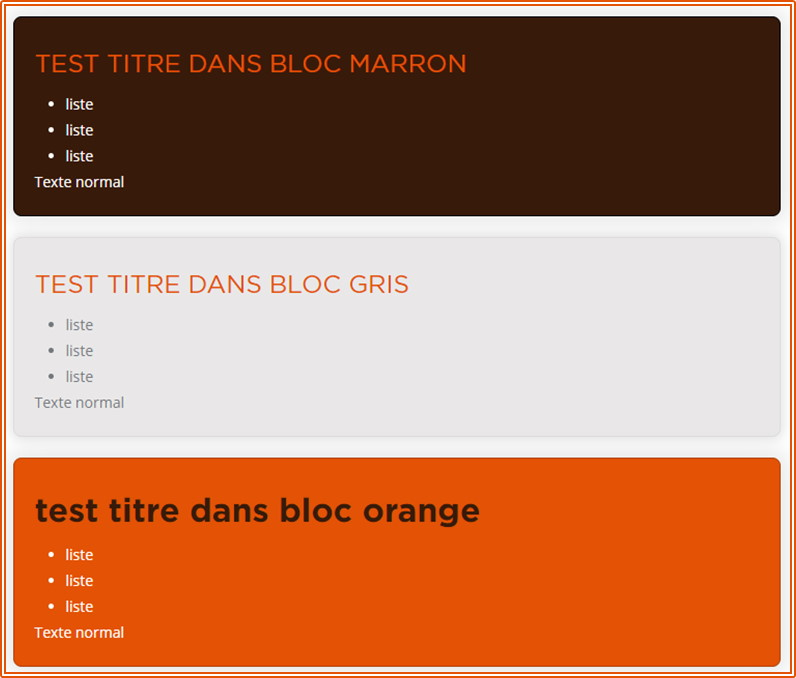 TEST TITRE DANS BLOC MARRON
• liste
• liste
• liste
Texte normal
TEST TITRE DANS BLOC GRIS
• liste
• liste
• liste
Texte normal
test titre dans bloc orange
• liste
• liste
• liste
Texte normal